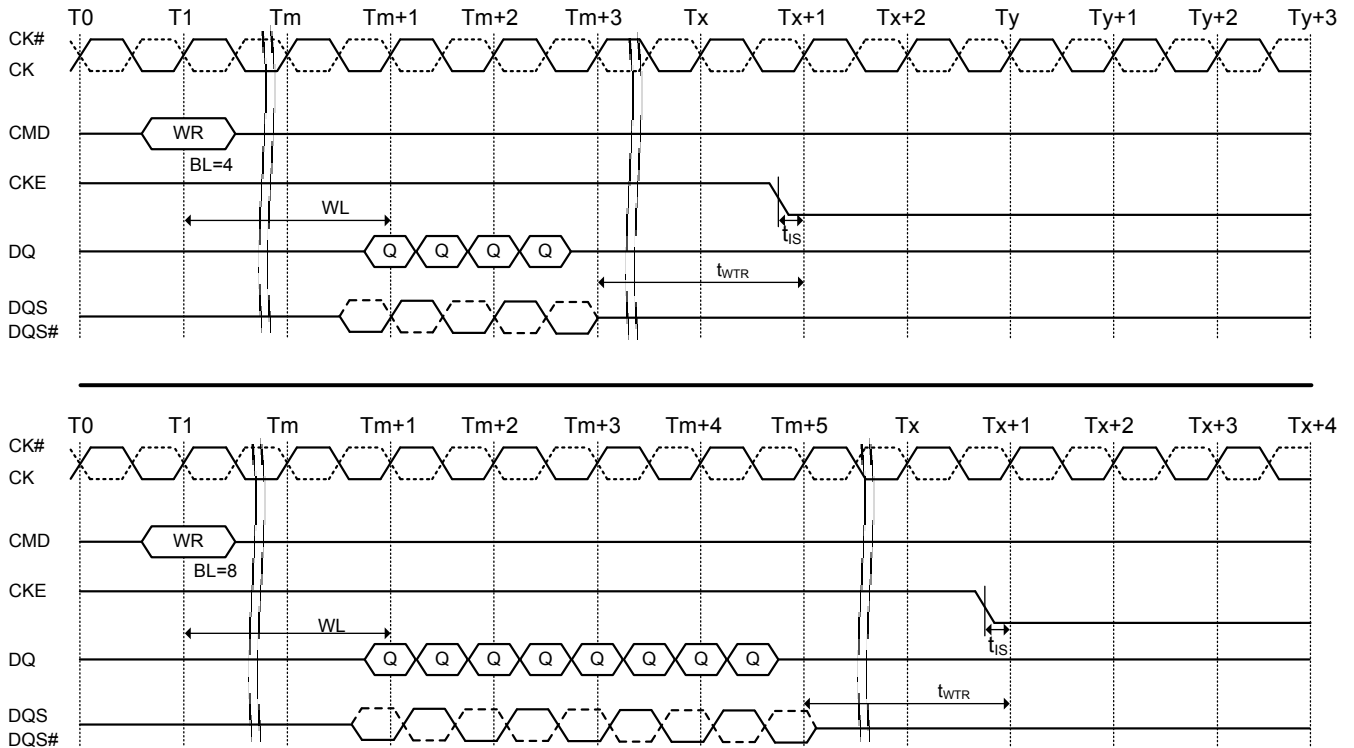 T0 T1 Tm Tm+1 Tm+2 Tm+3 Tx Tx+1 Tx+2 Ty Ty+1 Ty+2 Ty+3
CK#
CK
CMD WR
BL=4
CKE
WL
tIS
DQ Q Q Q Q
tWTR
DQS
DQS#
T0 T1 Tm Tm+1 Tm+2 Tm+3 Tm+4 Tm+5 Tx Tx+1 Tx+2 Tx+3 Tx+4
CK#
CK
CMD WR
BL=8
CKE
WL
tIS
DQ Q Q Q Q Q Q Q Q
tWTR
DQS
DQS#